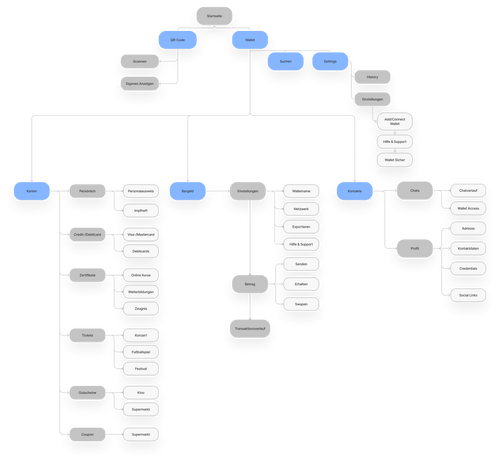 Startseite
QR Code
Wallet
Scannen
Eigenen Anzeigen
Suchen
Settings
History
Einstellungen
Add/Connect
Wallet
Hilfe & Support
Wallet Sicher
Karten
Persönlich
Personalausweis
Impfheft
Credit-/Debitcard
Visa-/Mastercard
Debitkarte
Zertifikate
Online Kurse
Weiterbildungen
Zeugnis
Tickets
Konzert
Fußballspiel
Festival
Gutscheine
Kino
Supermarkt
Coupon
Supermarkt
Bargeld
Einstellungen
Walletname
Netzwerk
Exportieren
Hilfe & Support
Betrag
Senden
Erhalten
Swapen
Transaktionsverlauf
Kontakte
Chats
Chatverlauf
Wallet Access
Profil
Adresse
Kontaktdaten
Credentials
Social Links